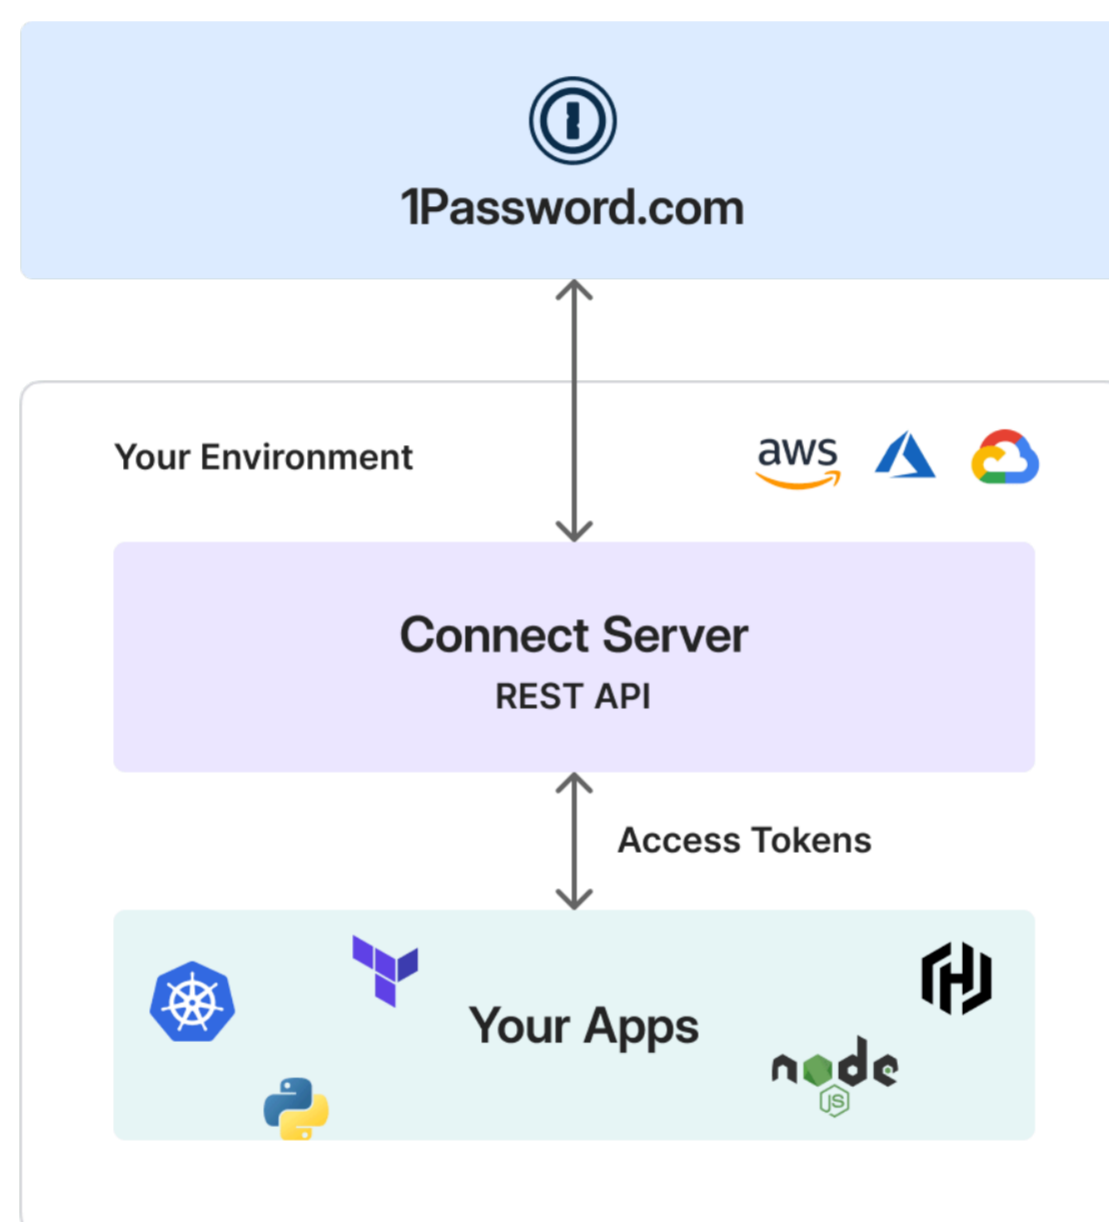 1Password.com
Your Environment
aws
Connect Server
REST API
Access Tokens
Your Apps
node
JS